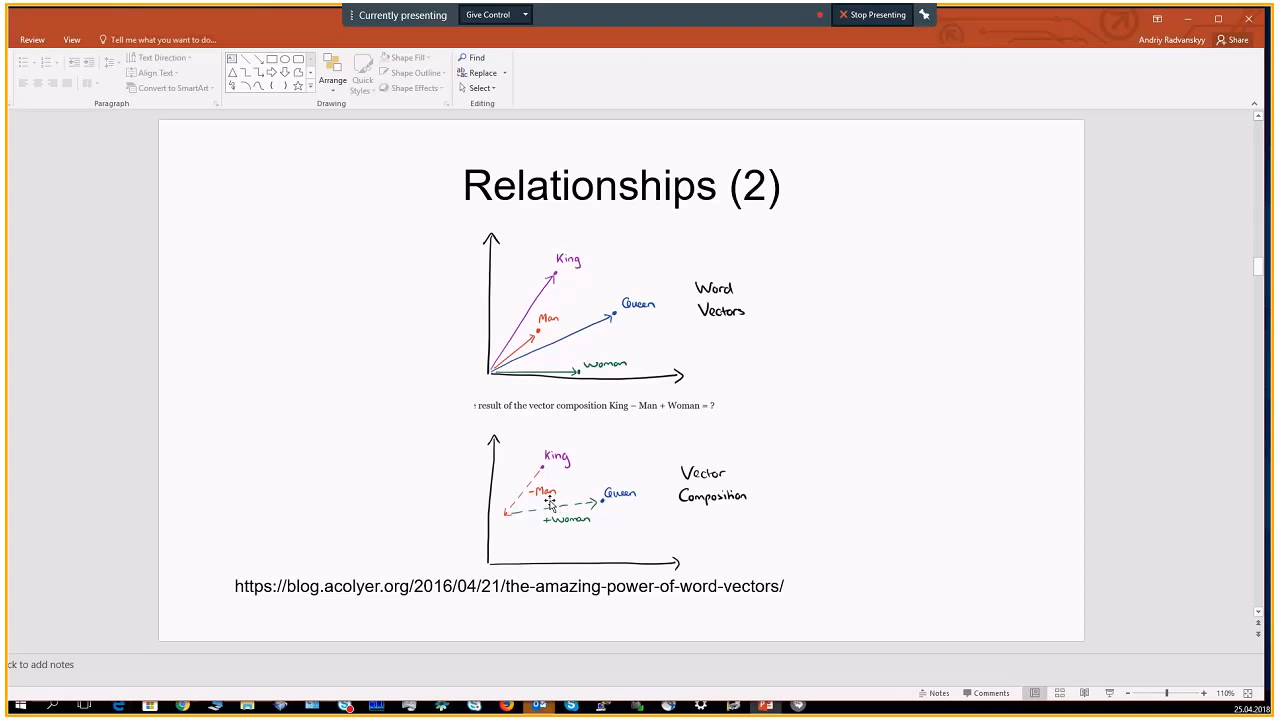 Currently presenting
Give Control
Stop Presenting
Review
View
Tell me what you want to do...
Andriy Radvanskyy
Share
Text Direction
Align Text
Convert to SmartArt
Arrange
Quick
Styles
Shape Fill
Shape Outline
Shape Effects
Find
Replace
Select
Paragraph
Drawing
Editing
Relationships (2)
King
Queen
Man
Woman
Word
Vectors
result of the vector composition King – Man + Woman = ?
King
-Man
Queen
+Woman
Vector
Composition
https://blog.acolyer.org/2016/04/21/the-amazing-power-of-word-vectors/
ck to add notes
Notes
Comments
110%
25.04.2018